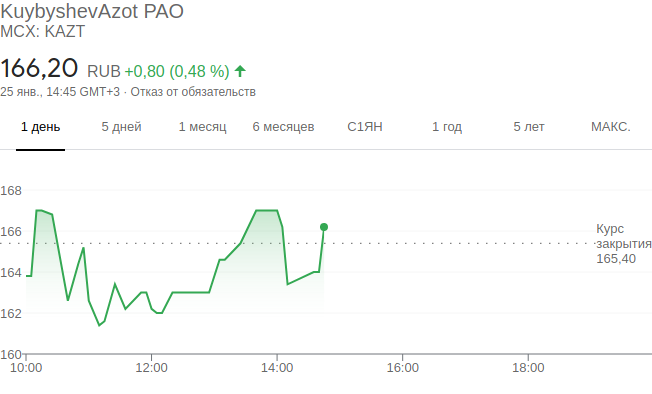 KuybyshevAzot PAO
MCX: KAZT
166,20 RUB +0,80 (0,48 %)
25 янв., 14:45 GMT+3 · Отказ от обязательств
1 день 5 дней 1 месяц 6 месяцев С1ЯН 1 год 5 лет МАКС.
168
166
164
162
160
Курс
закрытия
165,40
10:00 12:00 14:00 16:00 18:00